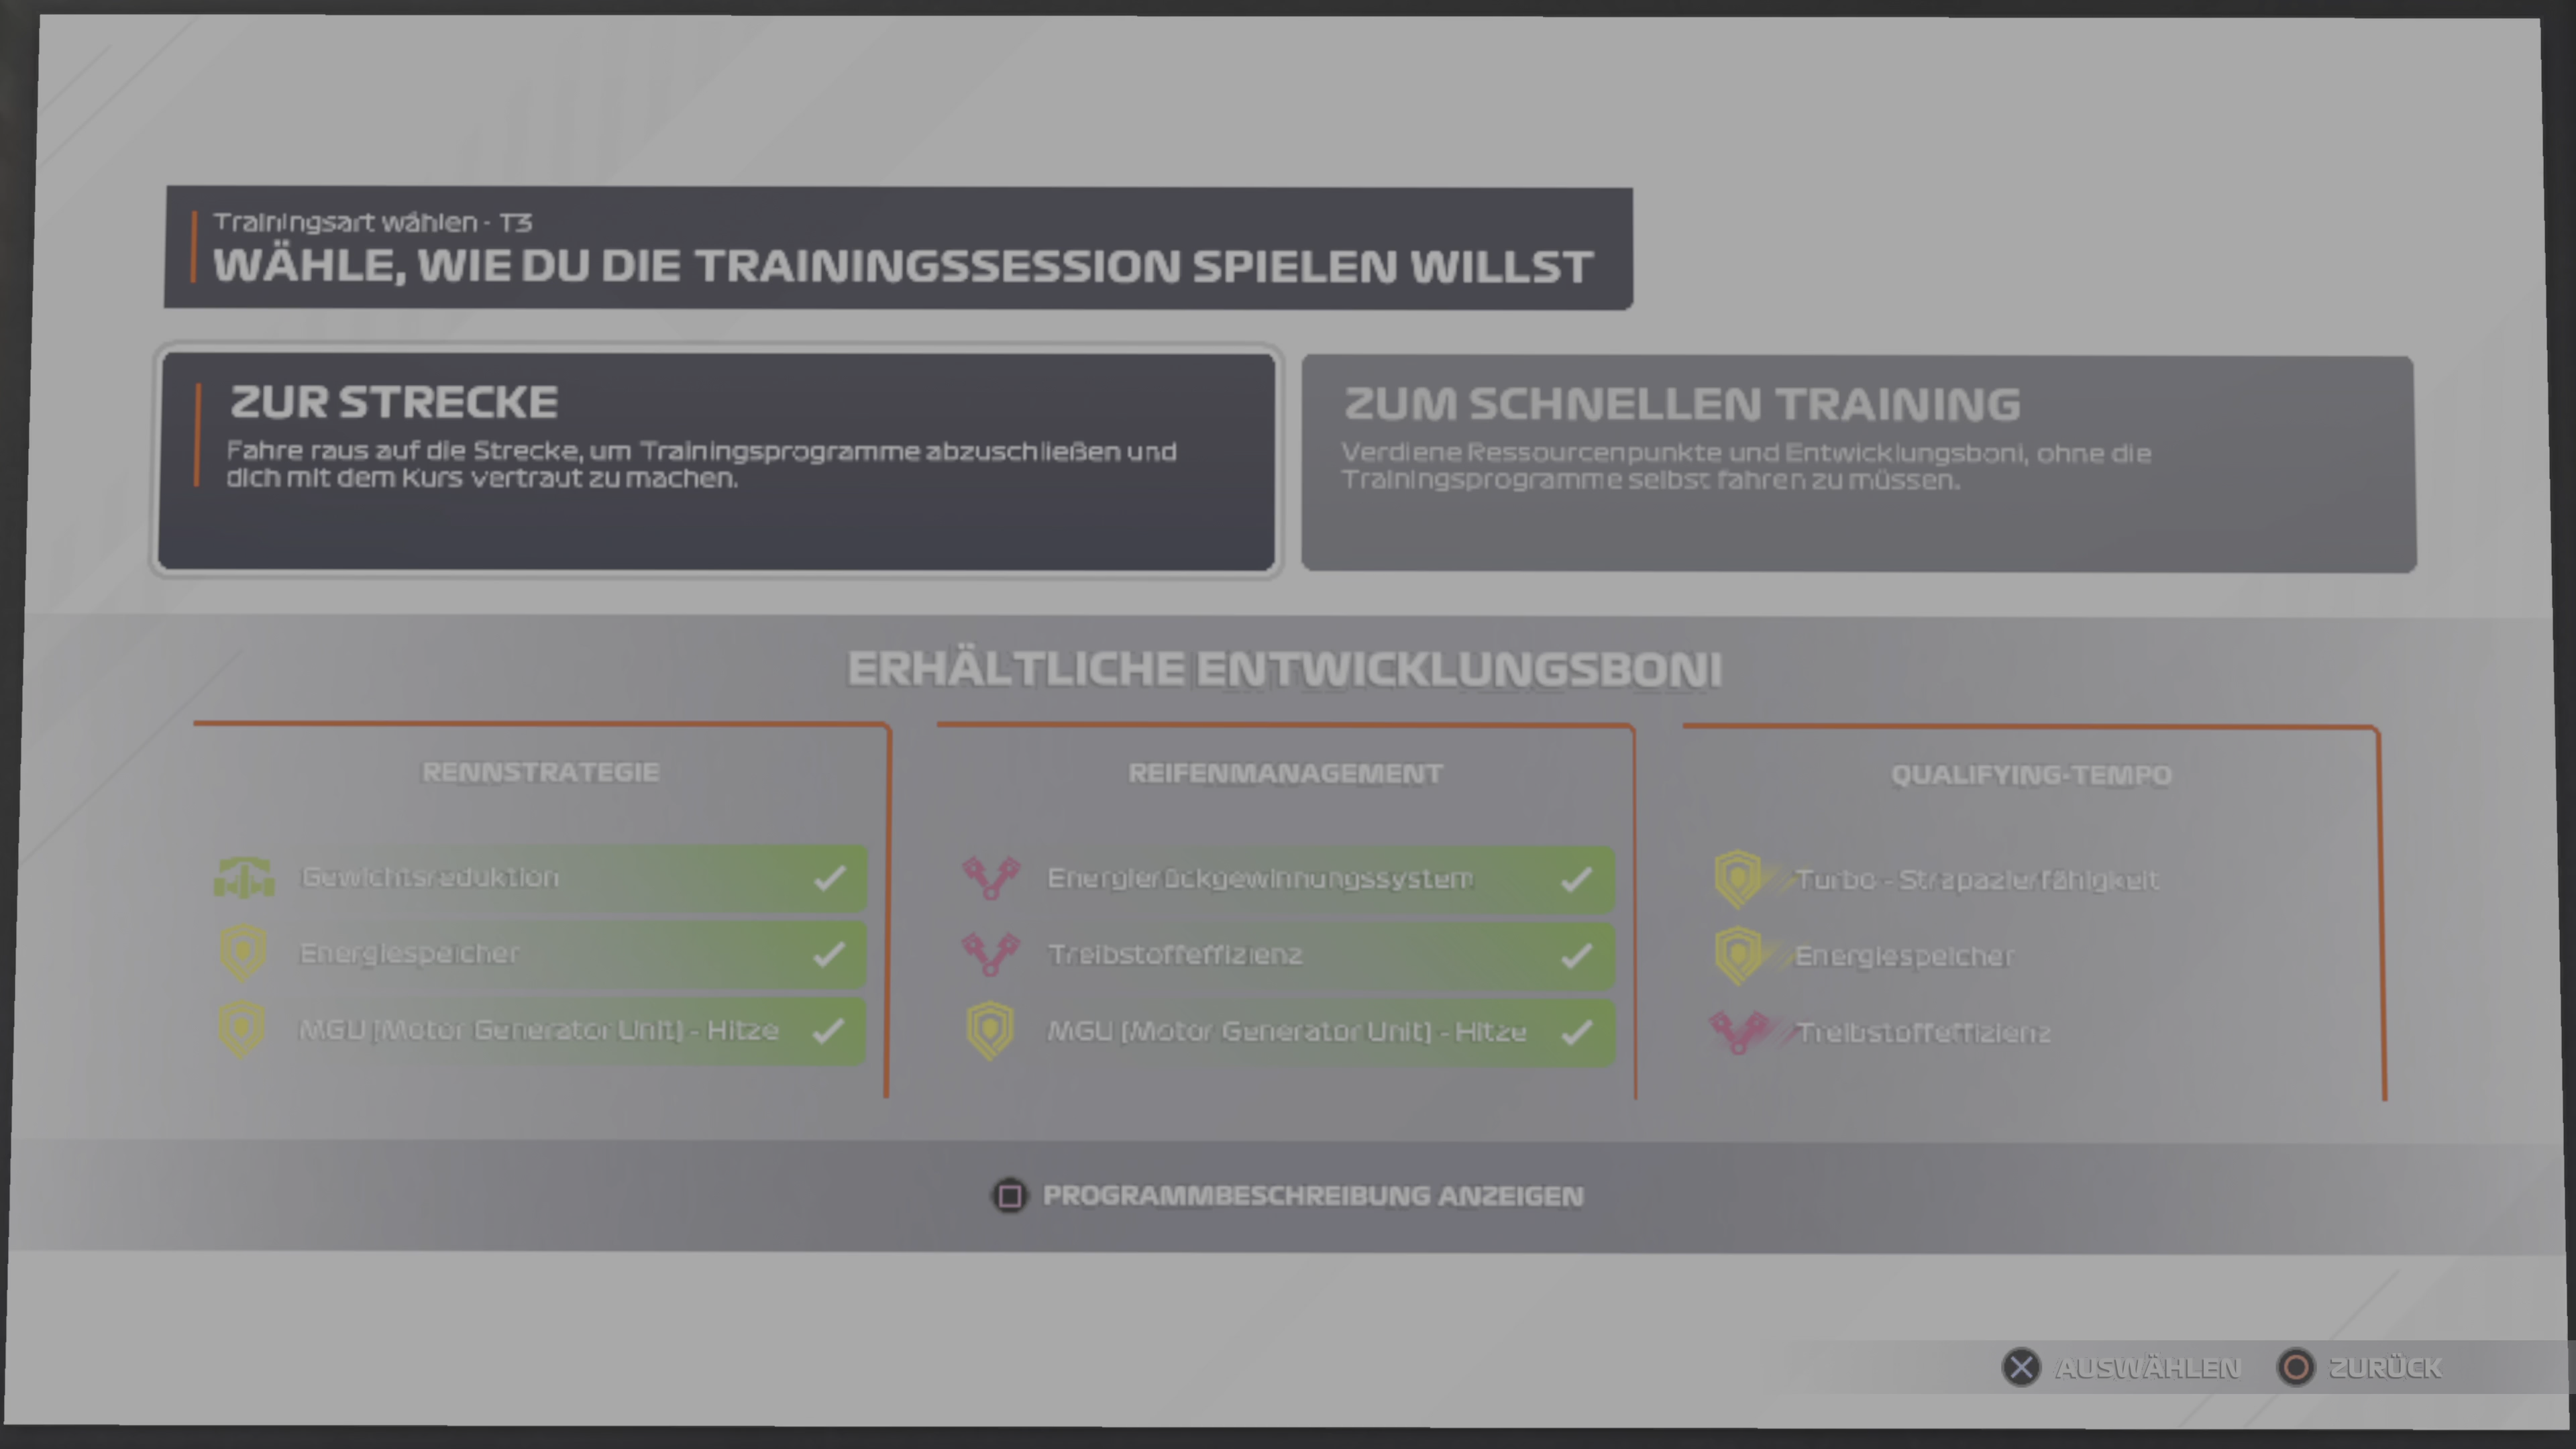 Trainingsart wählen - T3
WÄHLE, WIE DU DIE TRAININGSSESSION SPIELEN WILLST
ZUR STRECKE
Fahre raus auf die Strecke, um Trainingsprogramme abzuschließen und
dich mit dem Kurs vertraut zu machen.
ZUM SCHNELLEN TRAINING
Verdiene Ressourcenpunkte und Entwicklungsboni, ohne die
Trainingsprogramme selbst fahren zu müssen.
ERHÄLTLICHE ENTWICKLUNGSBONI
RENNSTRATEGIE
Gewichtsreduktion
Energiespeicher
MGU (Motor Generator Unit) - Hitze
REIFENMANAGEMENT
Energierückgewinnungssystem
Treibstoffeffizienz
MGU (Motor Generator Unit) - Hitze
QUALIFYING-TEMPO
Turbo - Strapazierfähigkeit
Energiespeicher
Treibstoffeffizienz
PROGRAMMBESCHREIBUNG ANZEIGEN
AUSWÄHLEN
ZURÜCK